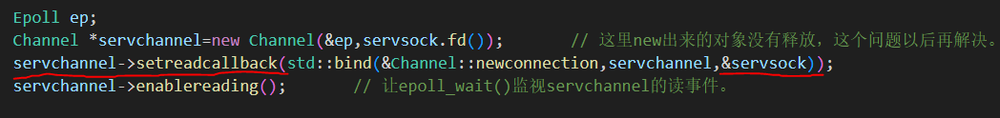 Epoll ep;
Channel *servchannel=new Channel(&ep,servsock.fd());       // 这里new出来的对象没有释放，这个问题以后再解决。
servchannel->setreadcallback(std::bind(&Channel::newconnection,servchannel,&servsock));
servchannel->enablereading();       // 让epoll_wait()监视servchannel的读事件。